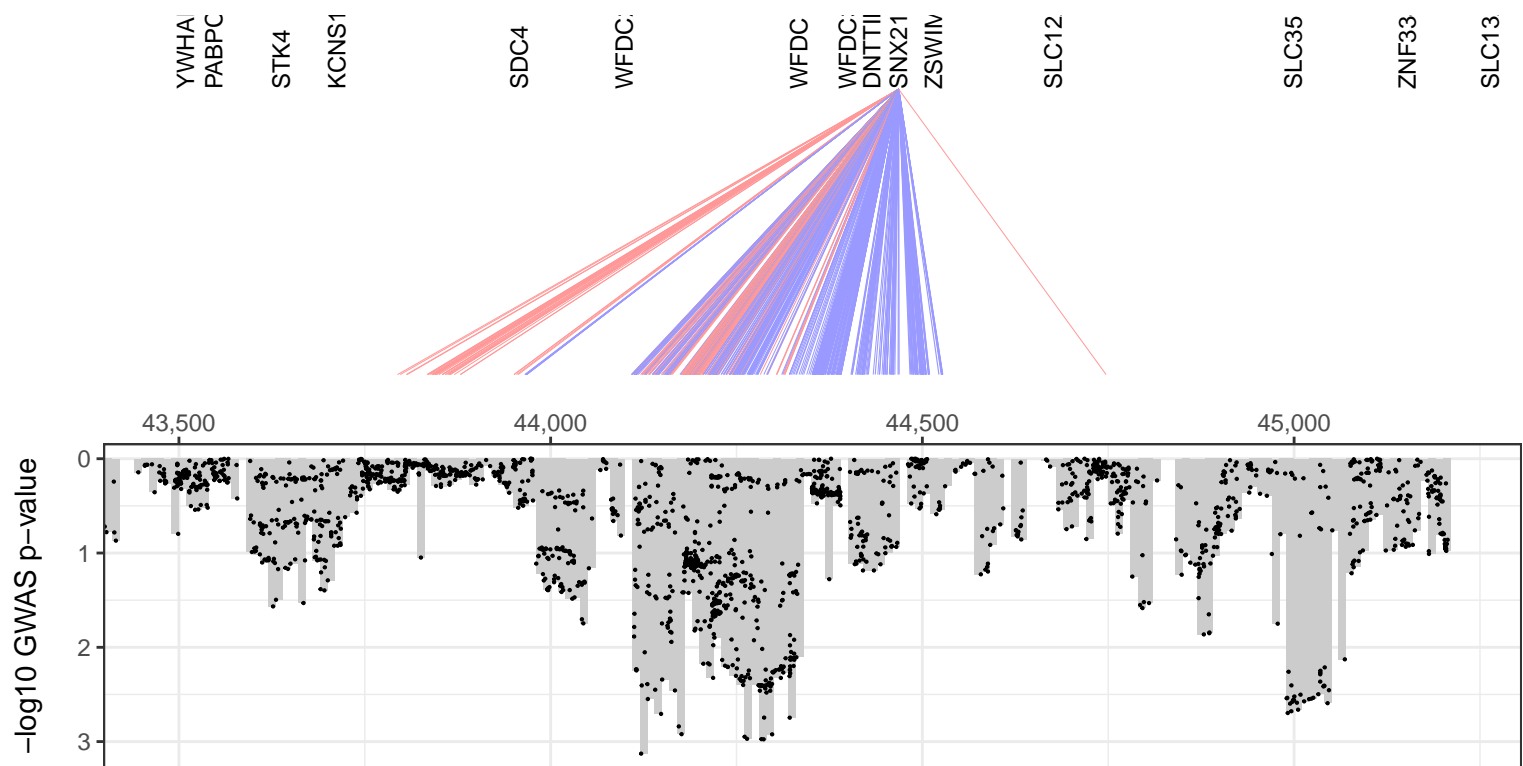 YWHA
PABPC
STK4
KCNS1
SDC4
WFDC
WFDC
WFDC
DNTTI
SNX21
ZSWI
SLC12
SLC35
ZNF33
SLC13
43,500 44,000 44,500 45,000
−log10 GWAS p−value
0
1
2
3